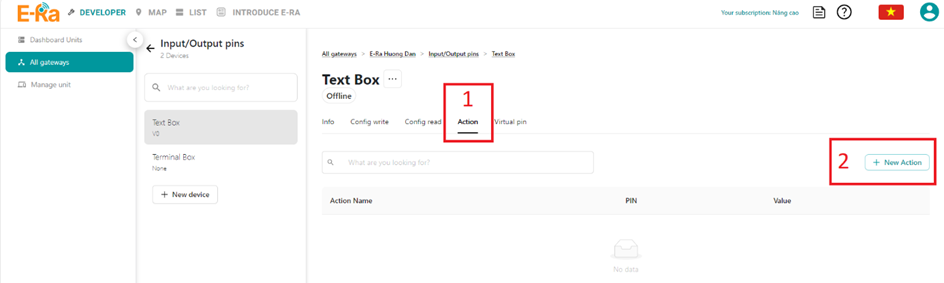 E-Ra DEVELOPER MAP LIST INTRODUCE E-RA Your subscription: Nâng cao
Dashboard Units
All gateways
Manage unit
Input/Output pins
2 Devices
What are you looking for?
Text Box
V0
Terminal Box
None
+ New device
All gateways > E-Ra Huong Dan > Input/Output pins > Text Box
Text Box ...
Offline
1
Info Config write Config read Action Virtual pin
What are you looking for?
2 + New Action
Action Name PIN Value
No data